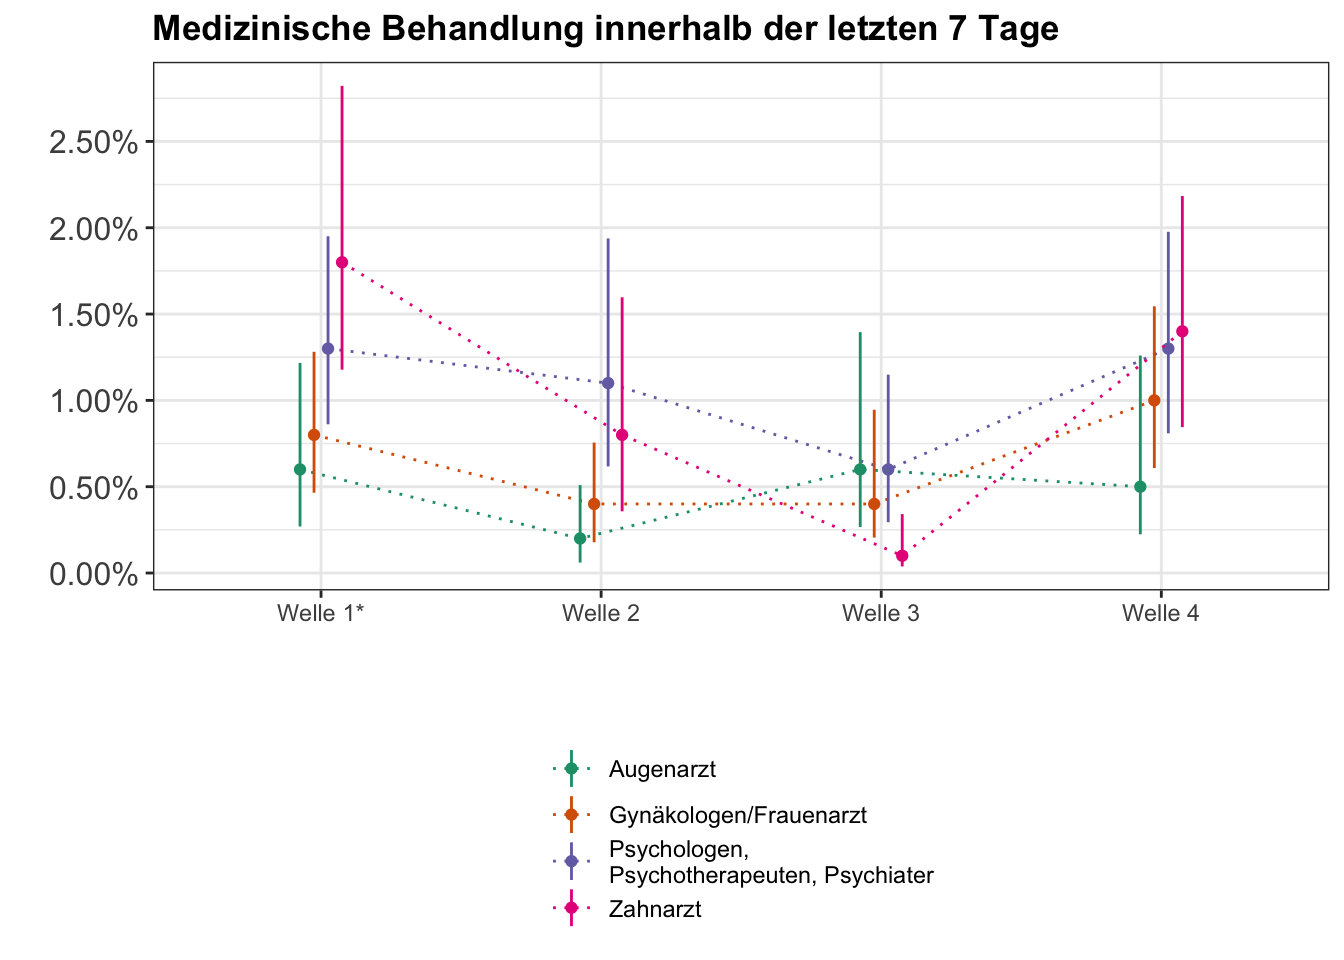 Medizinische Behandlung innerhalb der letzten 7 Tage
2.50%
2.00%
1.50%
1.00%
0.50%
0.00%
Welle 1*
Welle 2
Welle 3
Welle 4
Augenarzt
Gynäkologen/Frauenarzt
Psychologen,
Psychotherapeuten, Psychiater
Zahnarzt